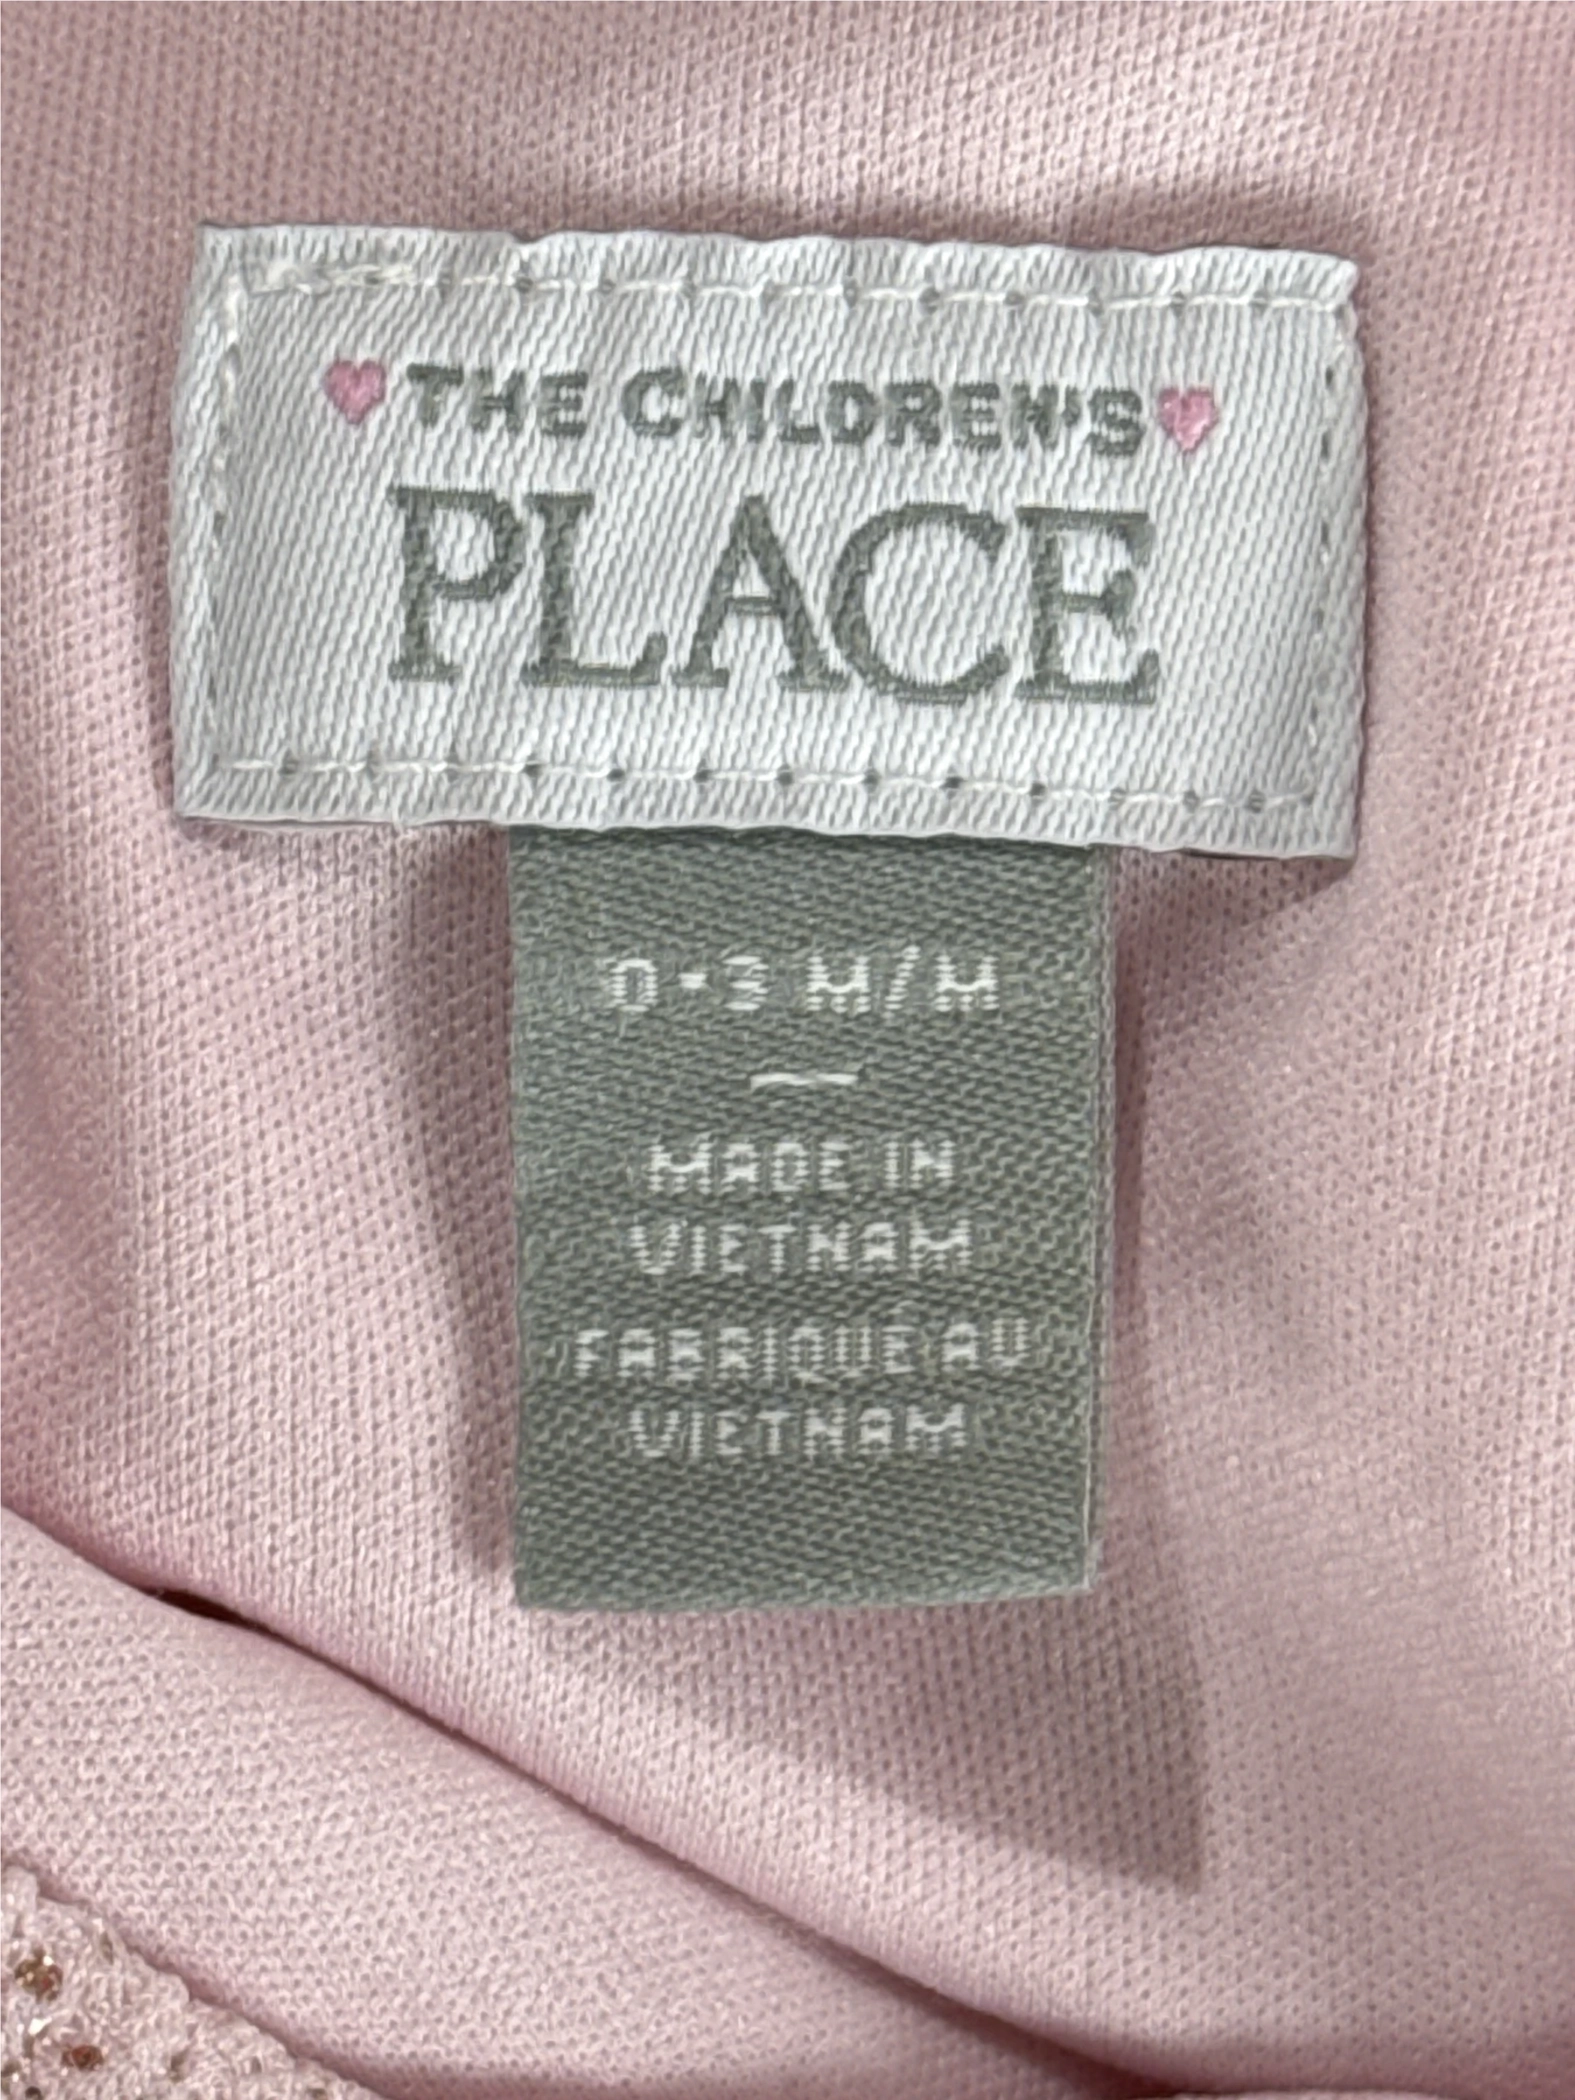 THE CHILDREN'S
PLACE
0-3 M/M
—
MADE IN
VIETNAM
FABRIQUE AU
VIETNAM